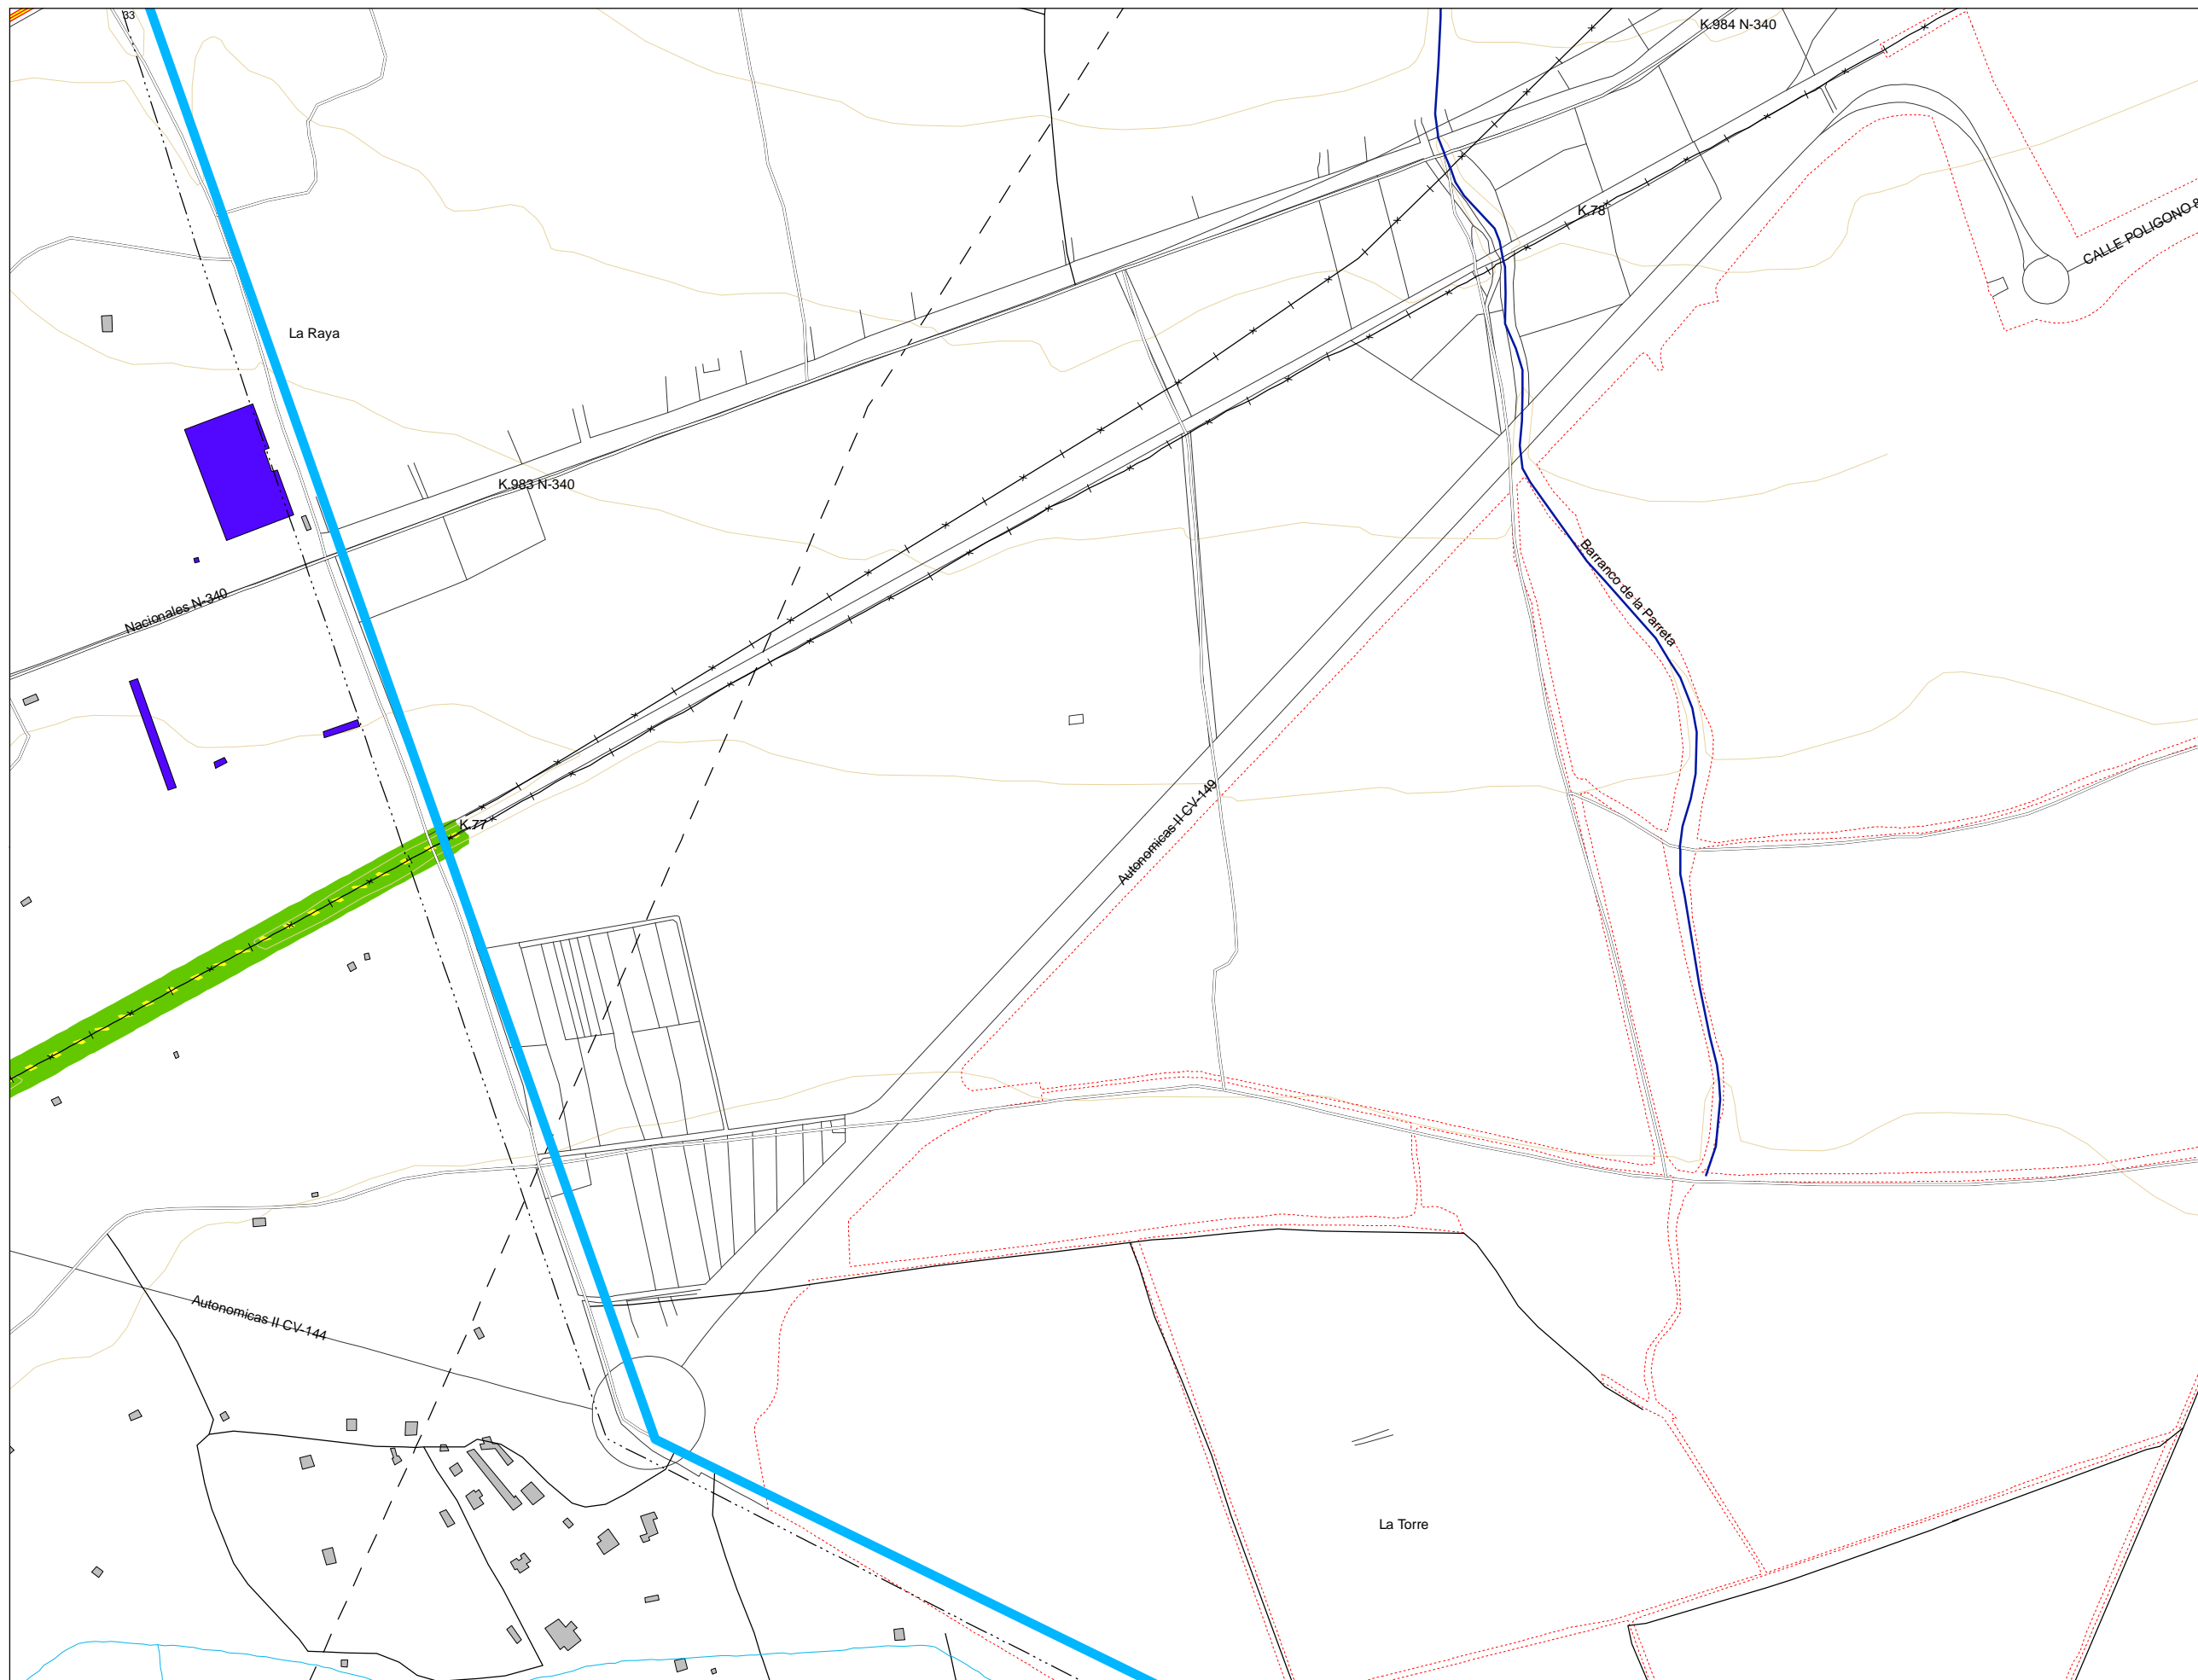 33
K.984 N-340
K.78
CALLE POLIGONO 8
La Raya
K.983 N-340
Barranco de la Parreta
Nacionales N-340
K.77
Autonomicas II CV-149
Autonomicas II CV-144
La Torre